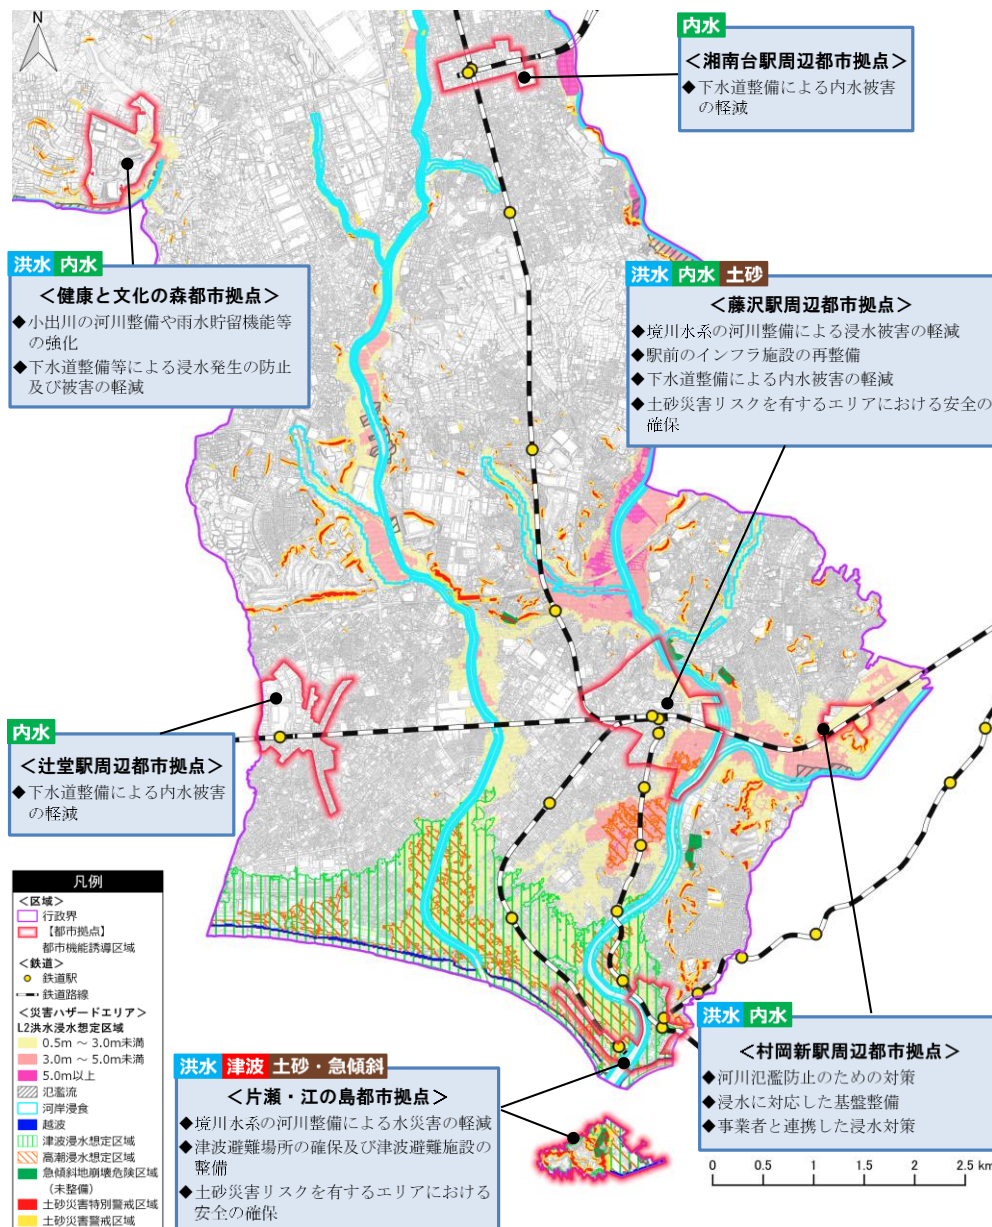 N
内水
＜湘南台駅周辺都市拠点＞
◆下水道整備による内水被害
の軽減
洪水 内水
＜健康と文化の森都市拠点＞
◆小出川の河川整備や雨水貯留機能等
の強化
◆下水道整備等による浸水発生の防止
及び被害の軽減
洪水 内水 土砂
＜藤沢駅周辺都市拠点＞
◆境川水系の河川整備による浸水被害の軽減
◆駅前のインフラ施設の再整備
◆下水道整備による内水被害の軽減
◆土砂災害リスクを有するエリアにおける安全の
確保
内水
＜辻堂駅周辺都市拠点＞
◆下水道整備による内水被害
の軽減
凡例
＜区域＞
行政界
【都市拠点】
都市機能誘導区域
＜鉄道＞
鉄道駅
鉄道路線
＜災害ハザードエリア＞
L2洪水浸水想定区域
0.5m ～ 3.0m未満
3.0m ～ 5.0m未満
5.0m以上
氾濫流
河岸浸食
越波
津波浸水想定区域
高潮浸水想定区域
急傾斜地崩壊危険区域
（未整備）
土砂災害特別警戒区域
土砂災害警戒区域
洪水 津波 土砂・急傾斜
＜片瀬・江の島都市拠点＞
◆境川水系の河川整備による水災害の軽減
◆津波避難場所の確保及び津波避難施設の
整備
◆土砂災害リスクを有するエリアにおける
安全の確保
洪水 内水
＜村岡新駅周辺都市拠点＞
◆河川氾濫防止のための対策
◆浸水に対応した基盤整備
◆事業者と連携した浸水対策
0 0.5 1 1.5 2 2.5 km